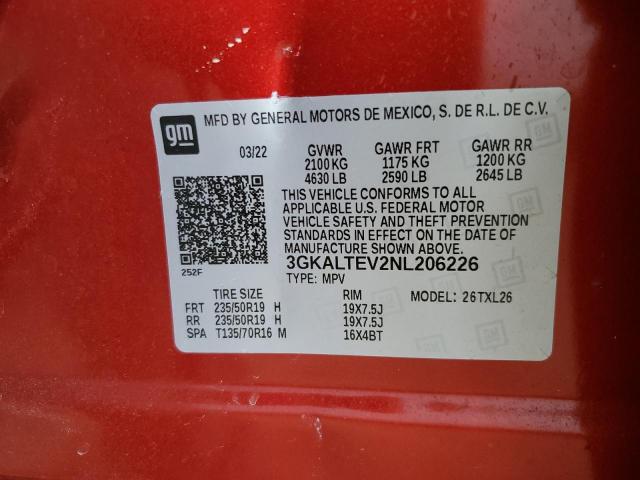 gm
MFD BY GENERAL MOTORS DE MEXICO, S. DE R.L. DE C.V.
03/22 GVWR GAWR FRT GAWR RR
2100 KG 1175 KG 1200 KG
4630 LB 2590 LB 2645 LB
THIS VEHICLE CONFORMS TO ALL
APPLICABLE U.S. FEDERAL MOTOR
VEHICLE SAFETY AND THEFT PREVENTION
STANDARDS IN EFFECT ON THE DATE OF
MANUFACTURE SHOWN ABOVE.
252F
3GKALTEV2NL206226
TYPE: MPV
TIRE SIZE RIM MODEL: 26TXL26
FRT 235/50R19 H 19X7.5J
RR 235/50R19 H 19X7.5J
SPA T135/70R16 M 16X4BT